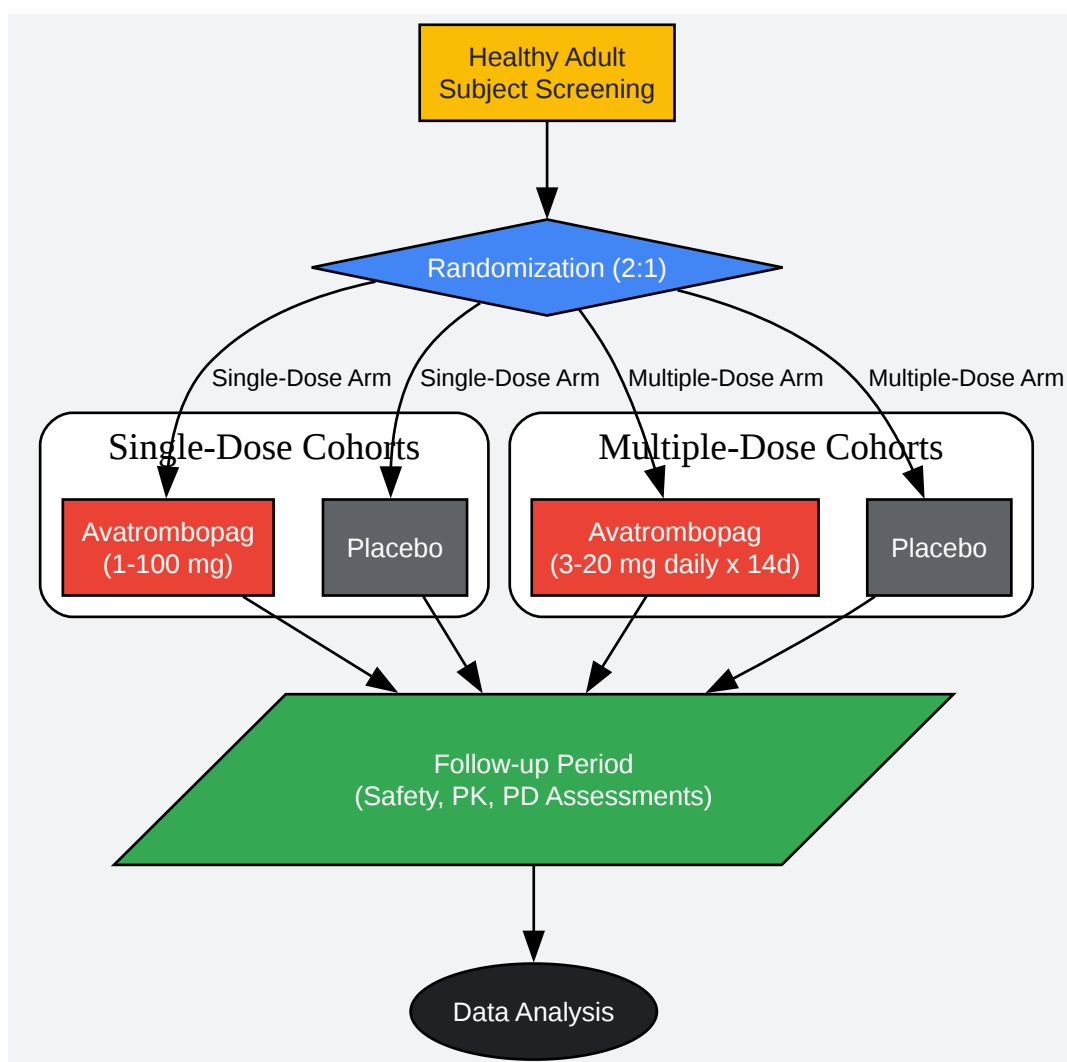 Healthy Adult
Subject Screening
Randomization (2:1)
Single-Dose Arm
Single-Dose Arm
Multiple-Dose Arm
Multiple-Dose Arm
Single-Dose Cohorts
Multiple-Dose Cohorts
Avatrombopag
(1-100 mg)
Placebo
Avatrombopag
(3-20 mg daily x 14d)
Placebo
Follow-up Period
(Safety, PK, PD Assessments)
Data Analysis